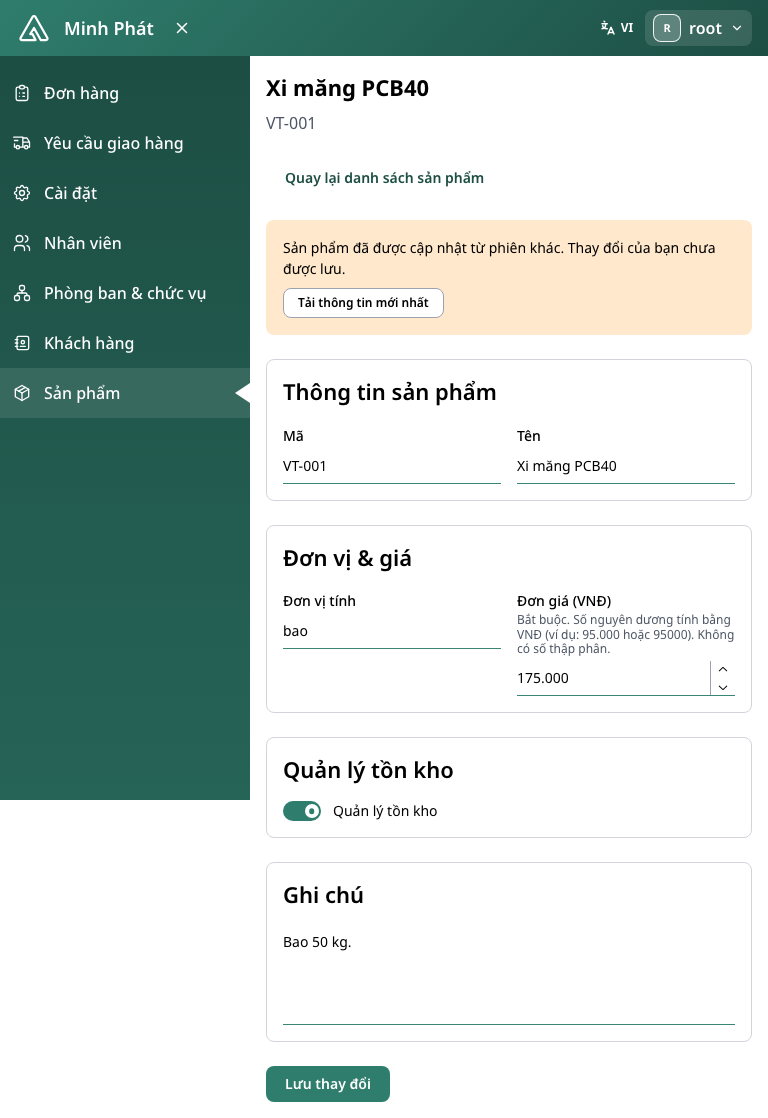 Minh Phát
VI
R
root
Đơn hàng
Yêu cầu giao hàng
Cài đặt
Nhân viên
Phòng ban & chức vụ
Khách hàng
Sản phẩm
Xi măng PCB40
VT-001
Quay lại danh sách sản phẩm
Sản phẩm đã được cập nhật từ phiên khác. Thay đổi của bạn chưa
được lưu.
Tải thông tin mới nhất
Thông tin sản phẩm
Mã
Tên
VT-001
Xi măng PCB40
Đơn vị & giá
Đơn vị tính
bao
Đơn giá (VNĐ)
Bắt buộc. Số nguyên dương tính bằng
VNĐ (ví dụ: 95.000 hoặc 95000). Không
có số thập phân.
175.000
Quản lý tồn kho
Quản lý tồn kho
Ghi chú
Bao 50 kg.
Lưu thay đổi